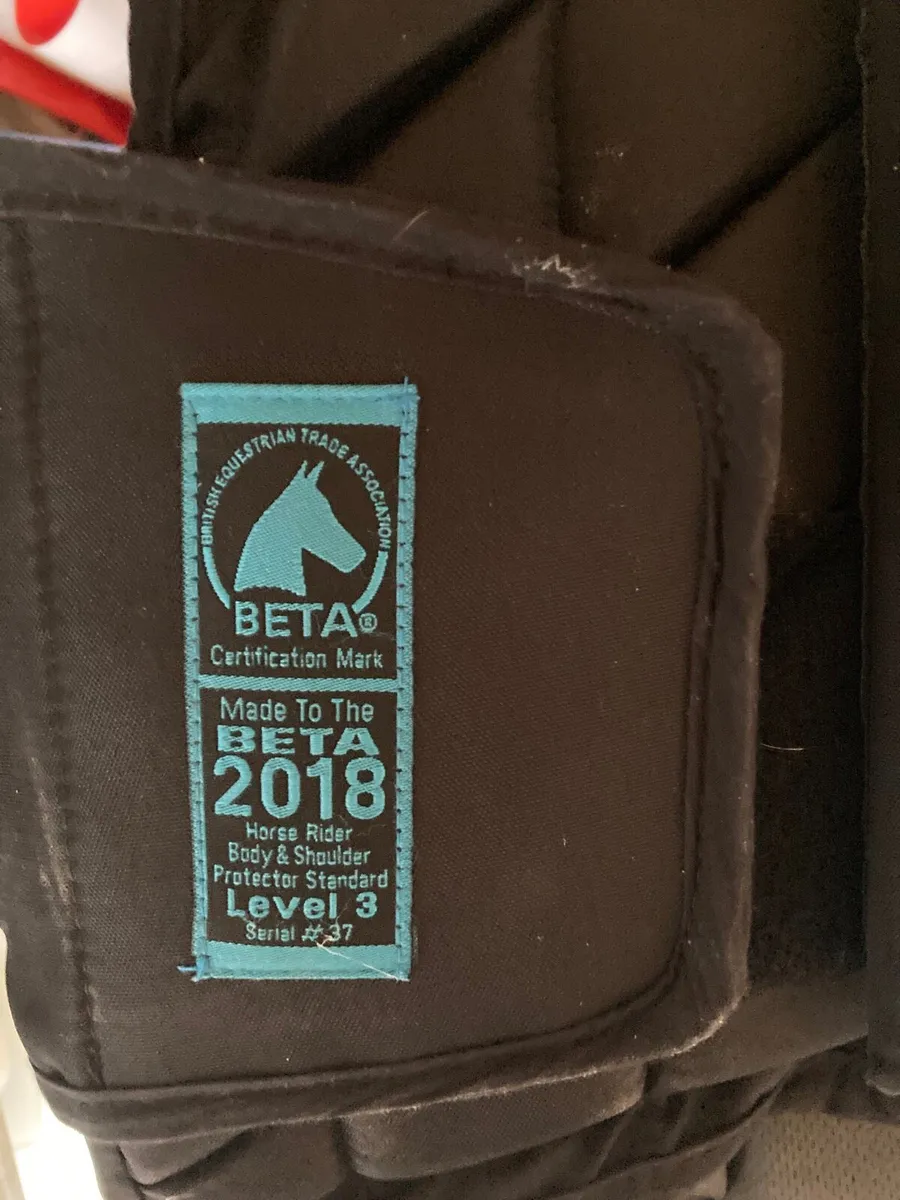 BRITISH EQUESTRIAN TRADE ASSOCIATION
BETA®
Certification Mark
Made To The
BETA
2018
Horse Rider
Body & Shoulder
Protector Standard
Level 3
Serial # 37